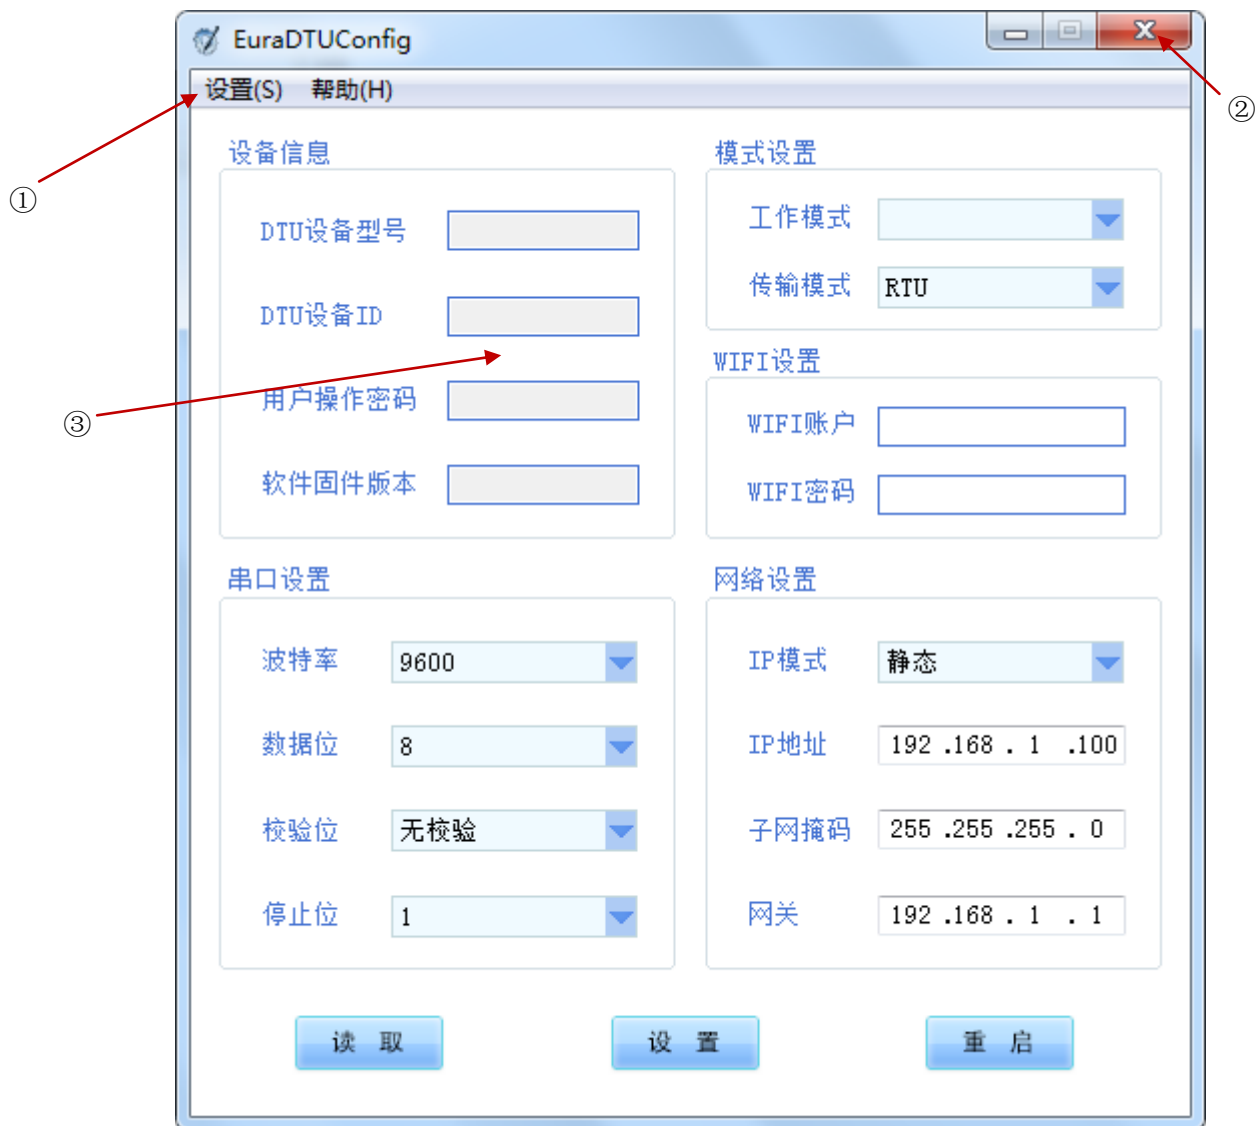 EuraDTUConfig
设置(S) 帮助(H)
②
①
设备信息
DTU设备型号
DTU设备ID
用户操作密码
软件固件版本
③
模式设置
工作模式
传输模式 RTU
WIFI设置
WIFI账户
WIFI密码
串口设置
波特率 9600
数据位 8
校验位 无校验
停止位 1
网络设置
IP模式 静态
IP地址 192 .168 . 1 .100
子网掩码 255 .255 .255 . 0
网关 192 .168 . 1 . 1
读 取 设 置 重 启